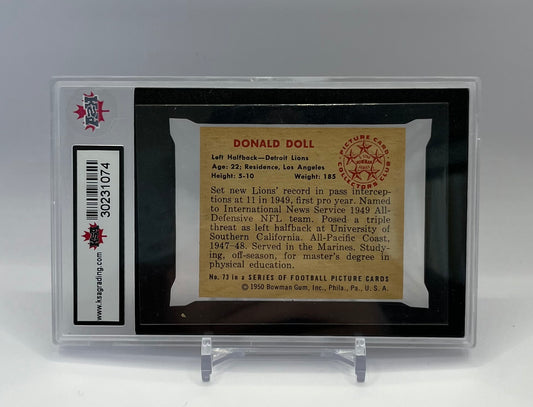 KSA
www.ksagrading.com
30231074
KSA
DONALD DOLL
Left Halfback—Detroit Lions
Age: 22; Residence, Los Angeles
Height: 5-10 Weight: 185
PICTURE CARD
COLLECTORS CLUB
BOWMAN
Set new Lions' record in pass inter-
ceptions at 11 in 1949, first pro year. Named
to International News Service 1949 All-
Defensive NFL team. Posed a triple
threat as left halfback at University of
Southern California. All-Pacific Coast,
1947-48. Served in the Marines. Study-
ing, off-season, for master's degree in
physical education.
No. 73 in a SERIES OF FOOTBALL PICTURE CARDS
© 1950 Bowman Gum, Inc., Phila., Pa., U. S. A.